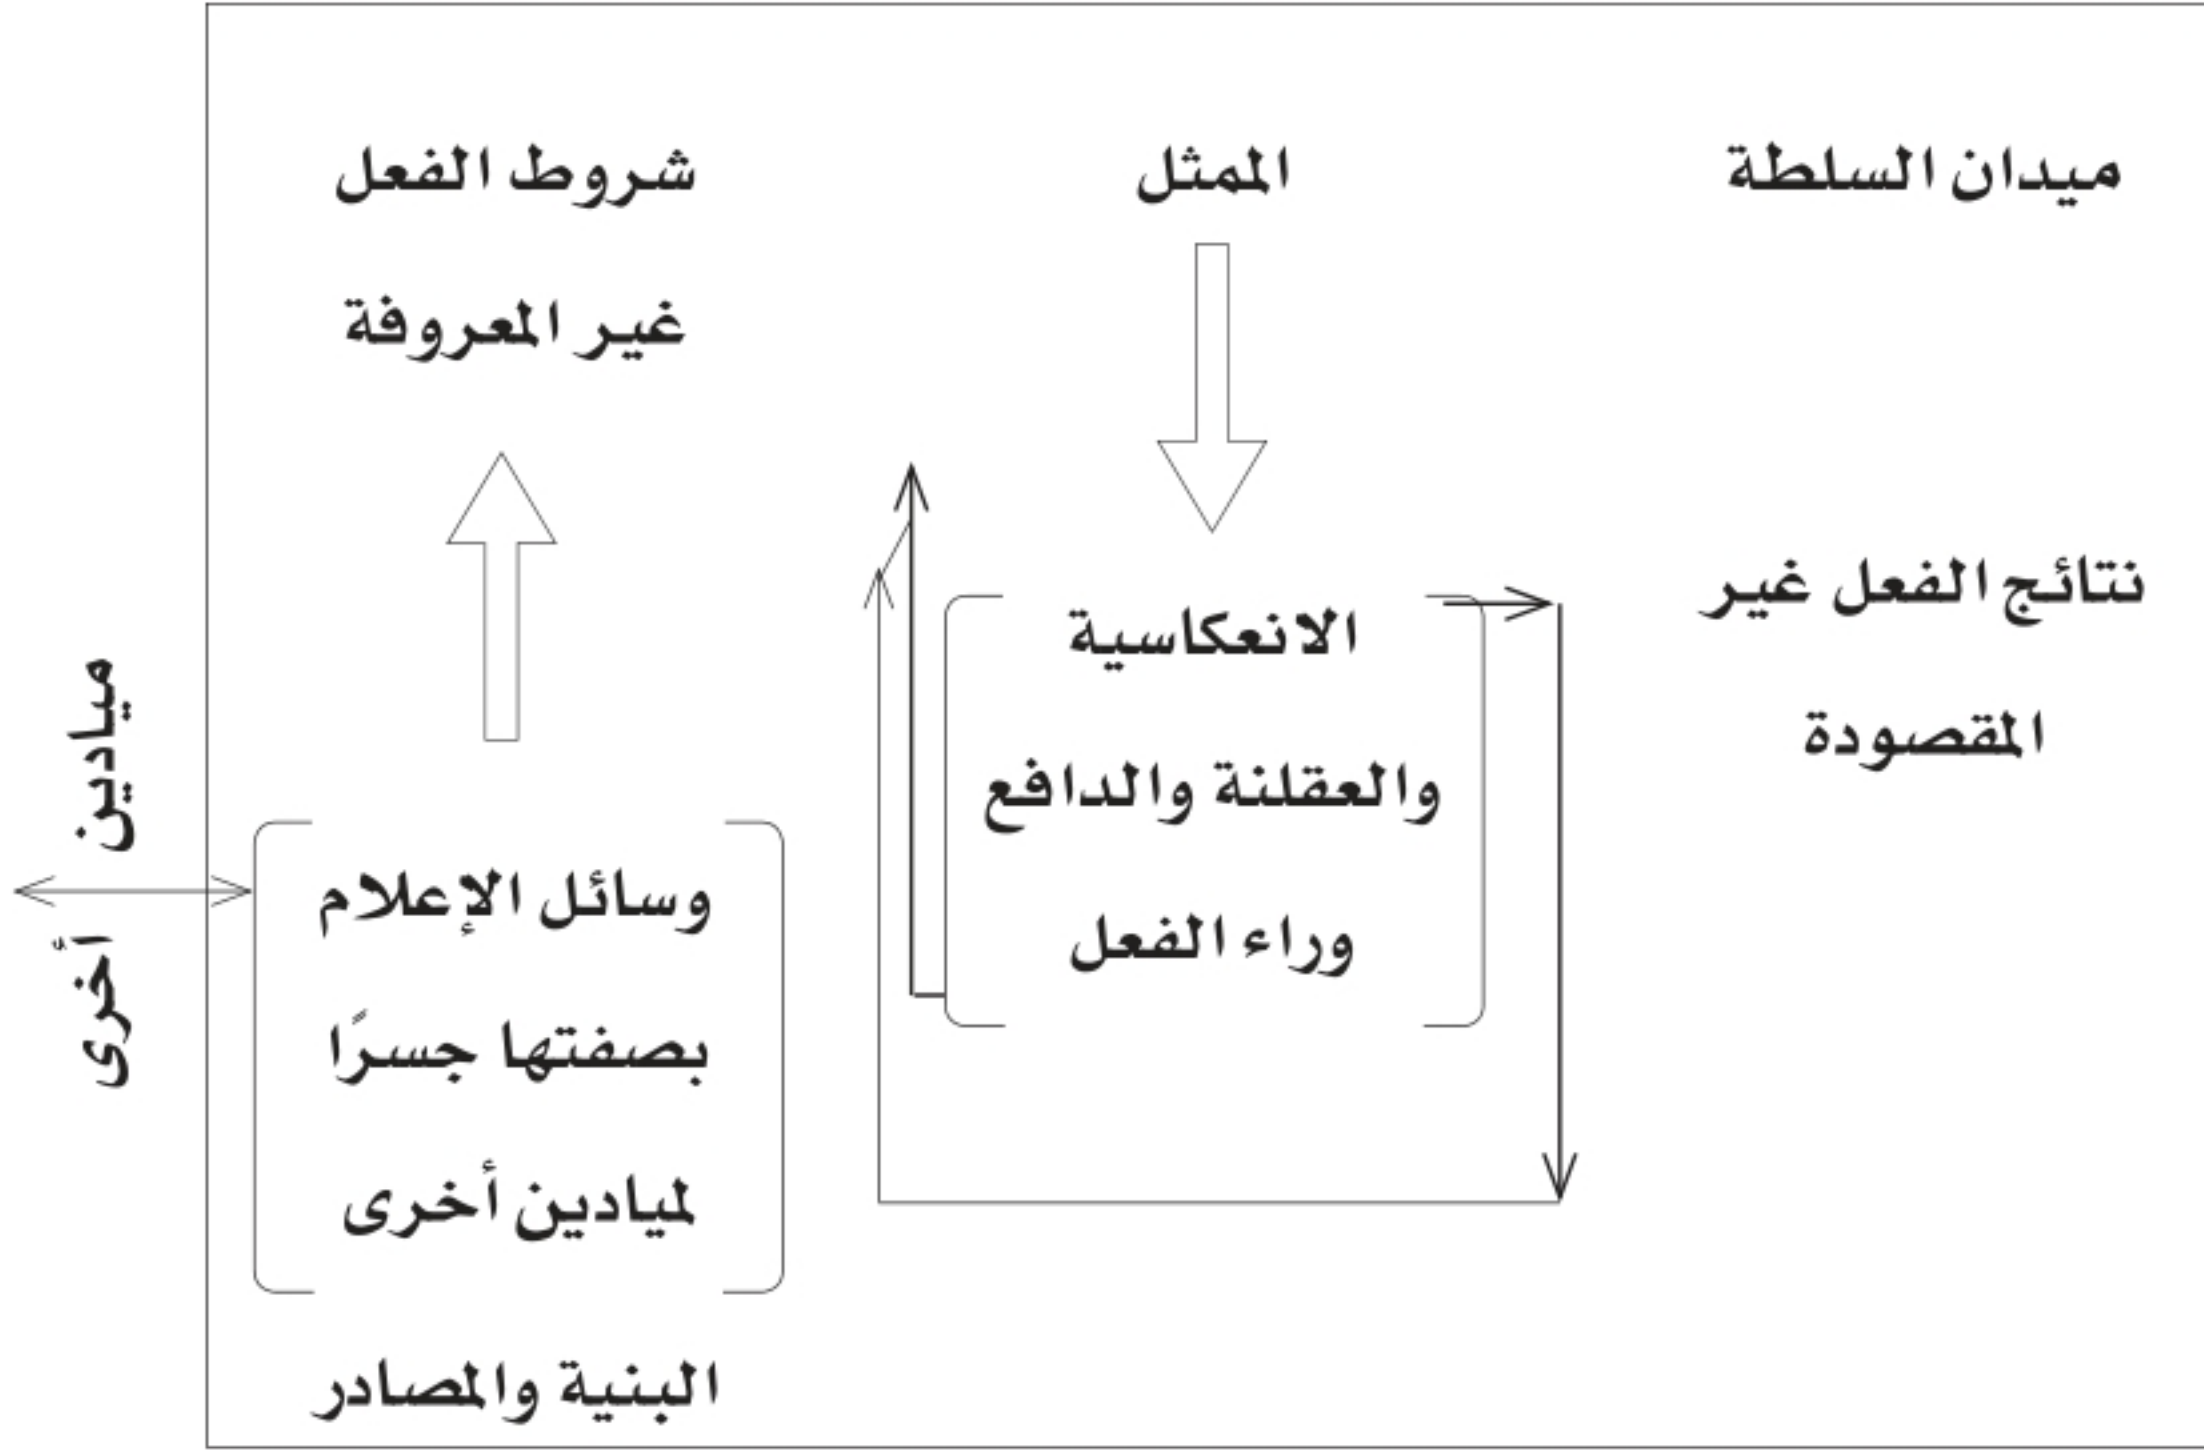 ميدان السلطة
نتائج الفعل غير
المقصودة
الممثل
الانعكاسية
والعقلنة والدافع
وراء الفعل
شروط الفعل
غير المعروفة
وسائل الإعلام
بصفتها جسرًا
لميادين أخرى
البنية والمصادر
ميادين أخرى